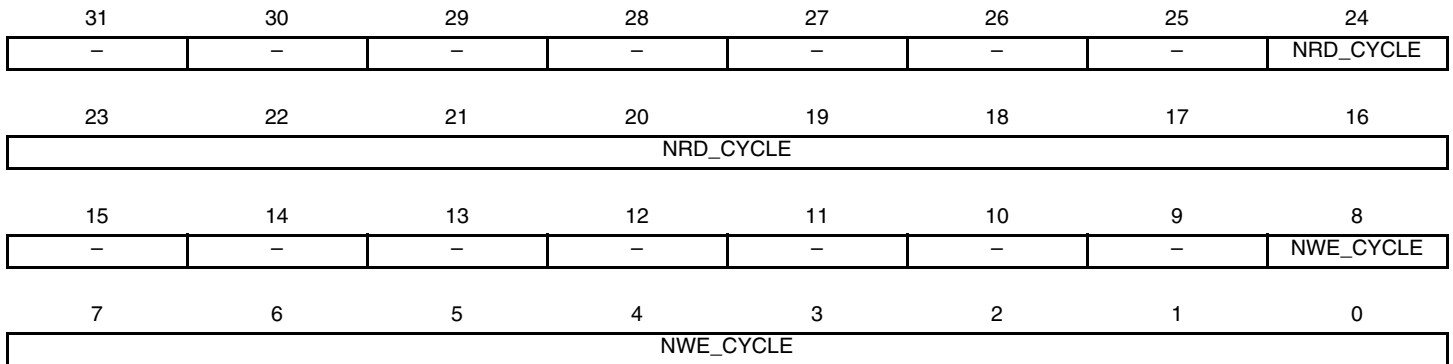 31 30 29 28 27 26 25 24
– – – – – – – NRD_CYCLE
23 22 21 20 19 18 17 16
NRD_CYCLE
15 14 13 12 11 10 9 8
– – – – – – – NWE_CYCLE
7 6 5 4 3 2 1 0
NWE_CYCLE